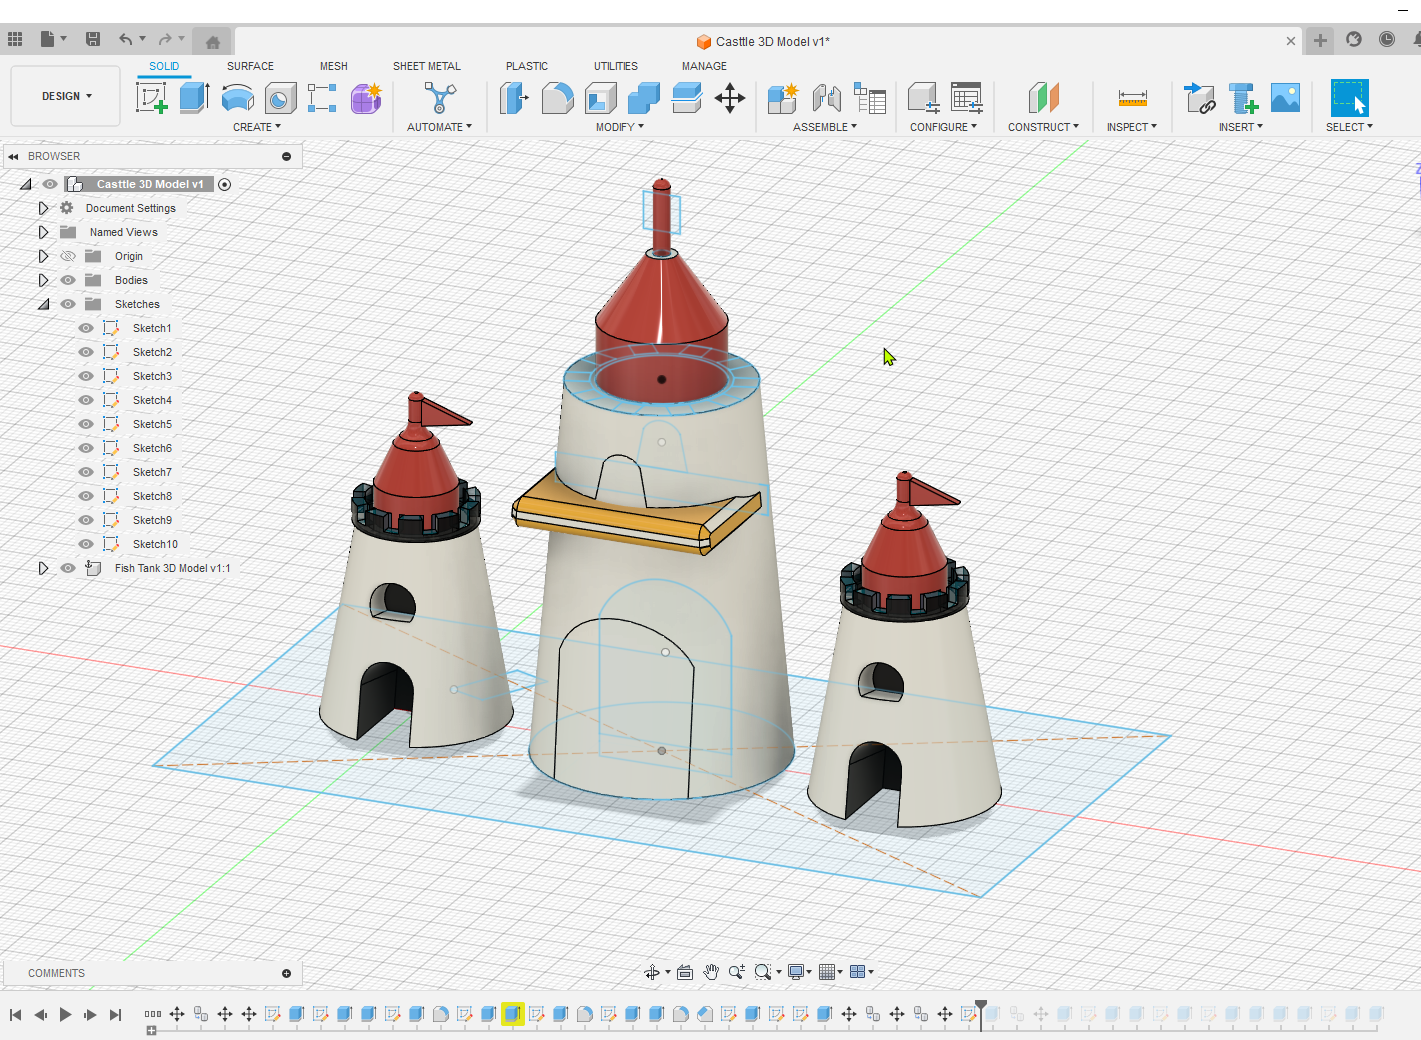 Casttle 3D Model v1*
SOLID SURFACE MESH SHEET METAL PLASTIC UTILITIES MANAGE
DESIGN
CREATE AUTOMATE MODIFY ASSEMBLE CONFIGURE CONSTRUCT INSPECT INSERT SELECT
BROWSER
Z
Casttle 3D Model v1
Document Settings
Named Views
Origin
Bodies
Sketches
Sketch1
Sketch2
Sketch3
Sketch4
Sketch5
Sketch6
Sketch7
Sketch8
Sketch9
Sketch10
Fish Tank 3D Model v1:1
COMMENTS